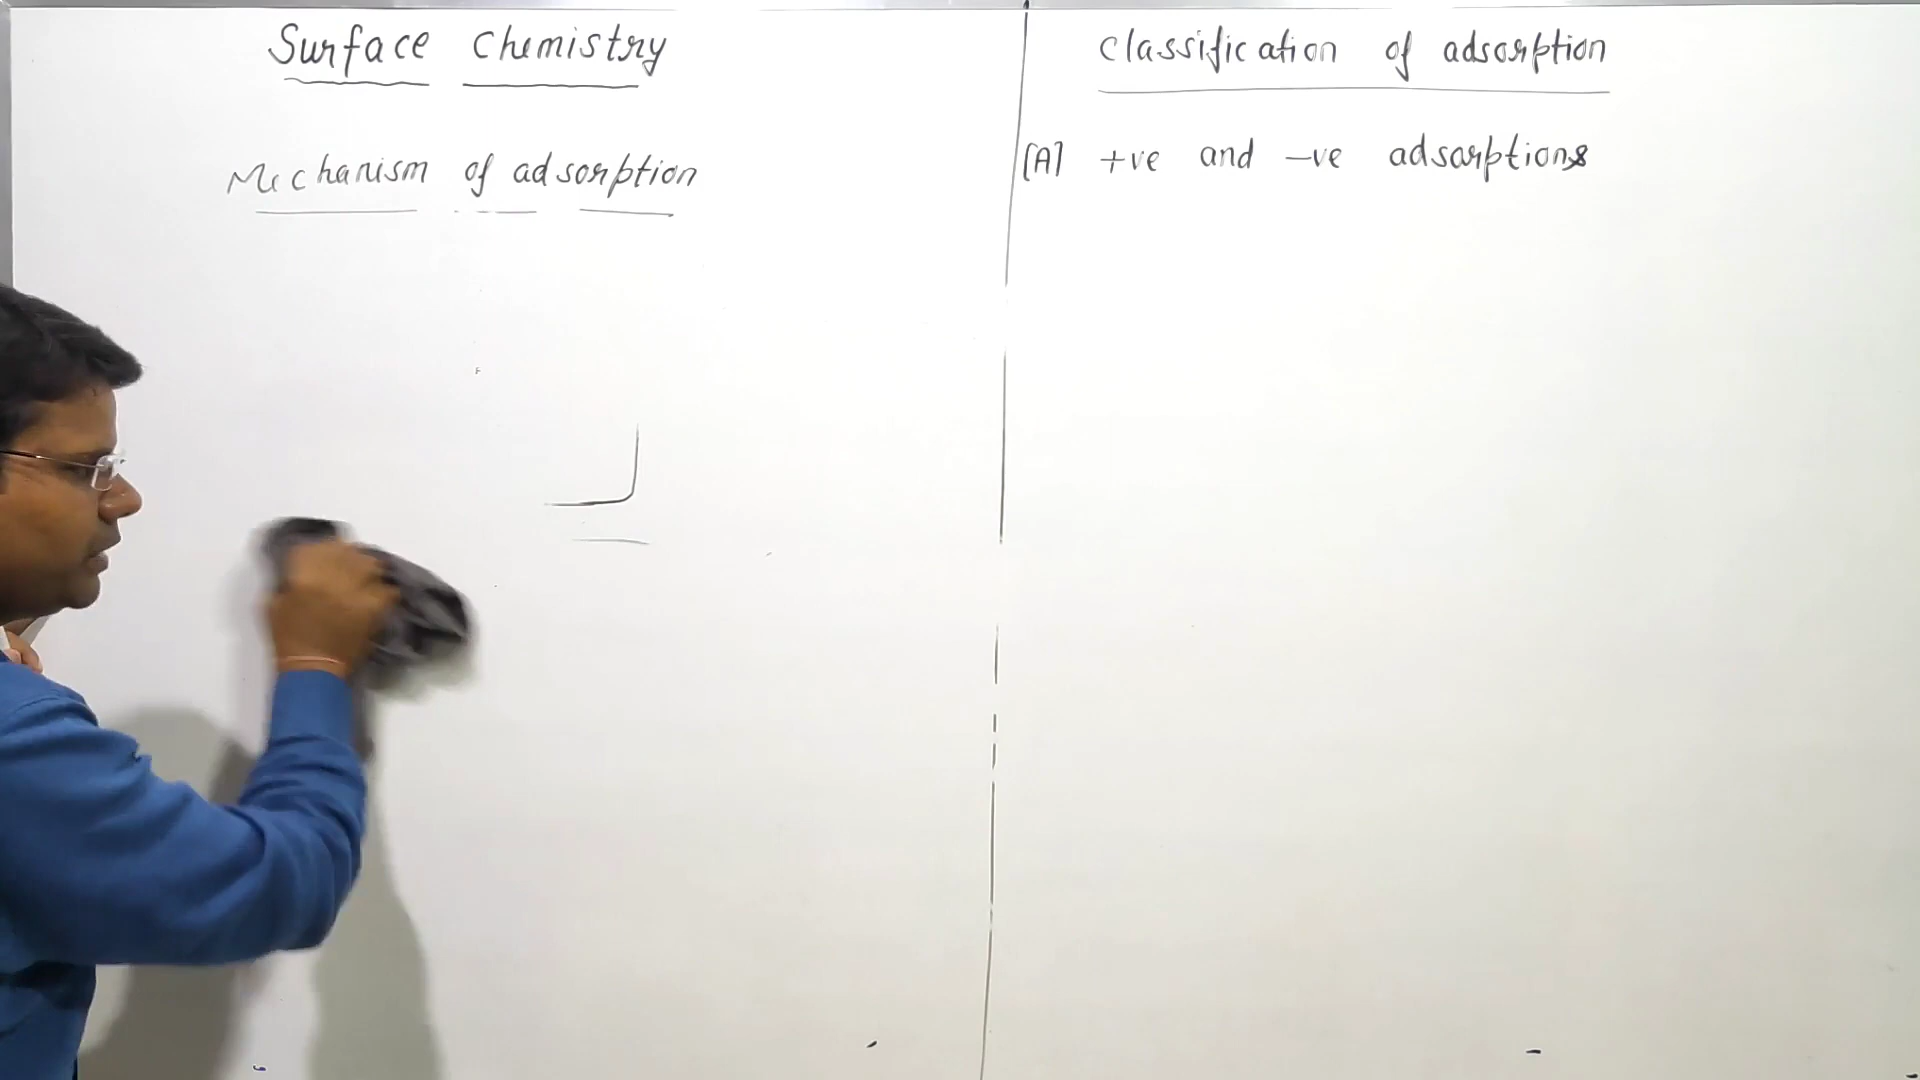 Surface Chemistry
Mechanism of adsorption
Classification of adsorption
[A] +ve and -ve adsorptions